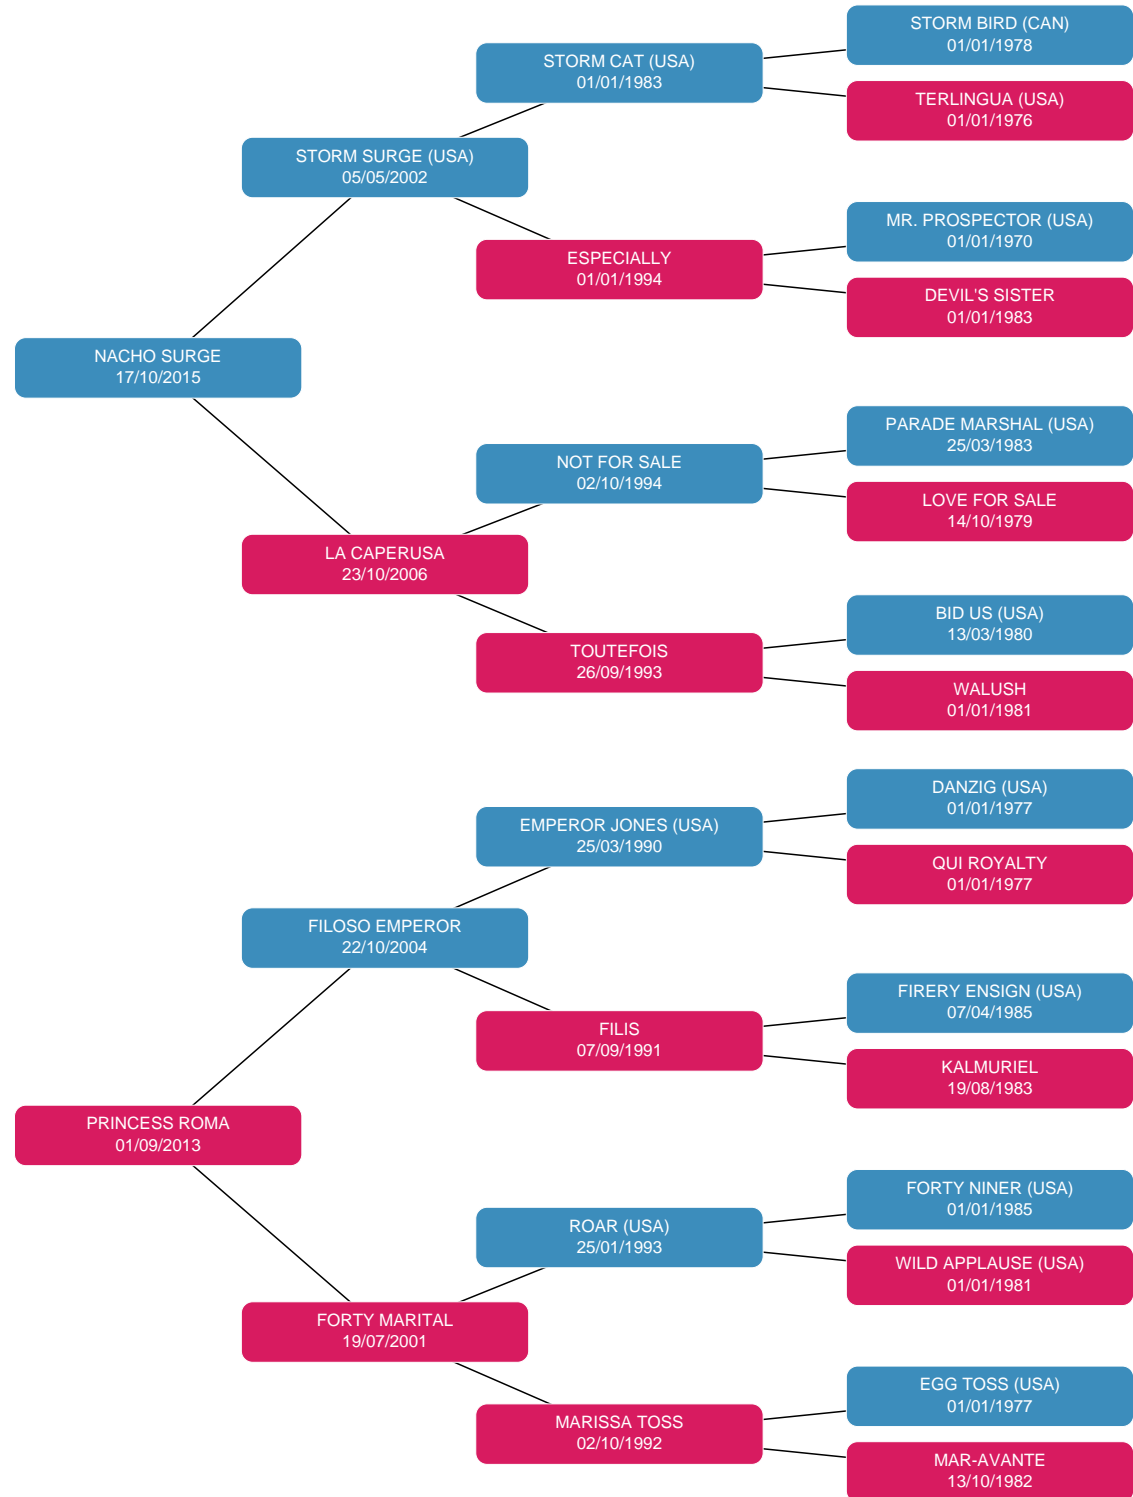 STORM BIRD (CAN)
01/01/1978
STORM CAT (USA)
01/01/1983
TERLINGUA (USA)
01/01/1976
STORM SURGE (USA)
05/05/2002
MR. PROSPECTOR (USA)
01/01/1970
ESPECIALLY
01/01/1994
DEVIL'S SISTER
01/01/1983
NACHO SURGE
17/10/2015
PARADE MARSHAL (USA)
25/03/1983
NOT FOR SALE
02/10/1994
LOVE FOR SALE
14/10/1979
LA CAPERUSA
23/10/2006
BID US (USA)
13/03/1980
TOUTEFOIS
26/09/1993
WALUSH
01/01/1981
DANZIG (USA)
01/01/1977
EMPEROR JONES (USA)
25/03/1990
QUI ROYALTY
01/01/1977
FILOSO EMPEROR
22/10/2004
FIRERY ENSIGN (USA)
07/04/1985
FILIS
07/09/1991
KALMURIEL
19/08/1983
PRINCESS ROMA
01/09/2013
FORTY NINER (USA)
01/01/1985
ROAR (USA)
25/01/1993
WILD APPLAUSE (USA)
01/01/1981
FORTY MARITAL
19/07/2001
EGG TOSS (USA)
01/01/1977
MARISSA TOSS
02/10/1992
MAR-AVANTE
13/10/1982